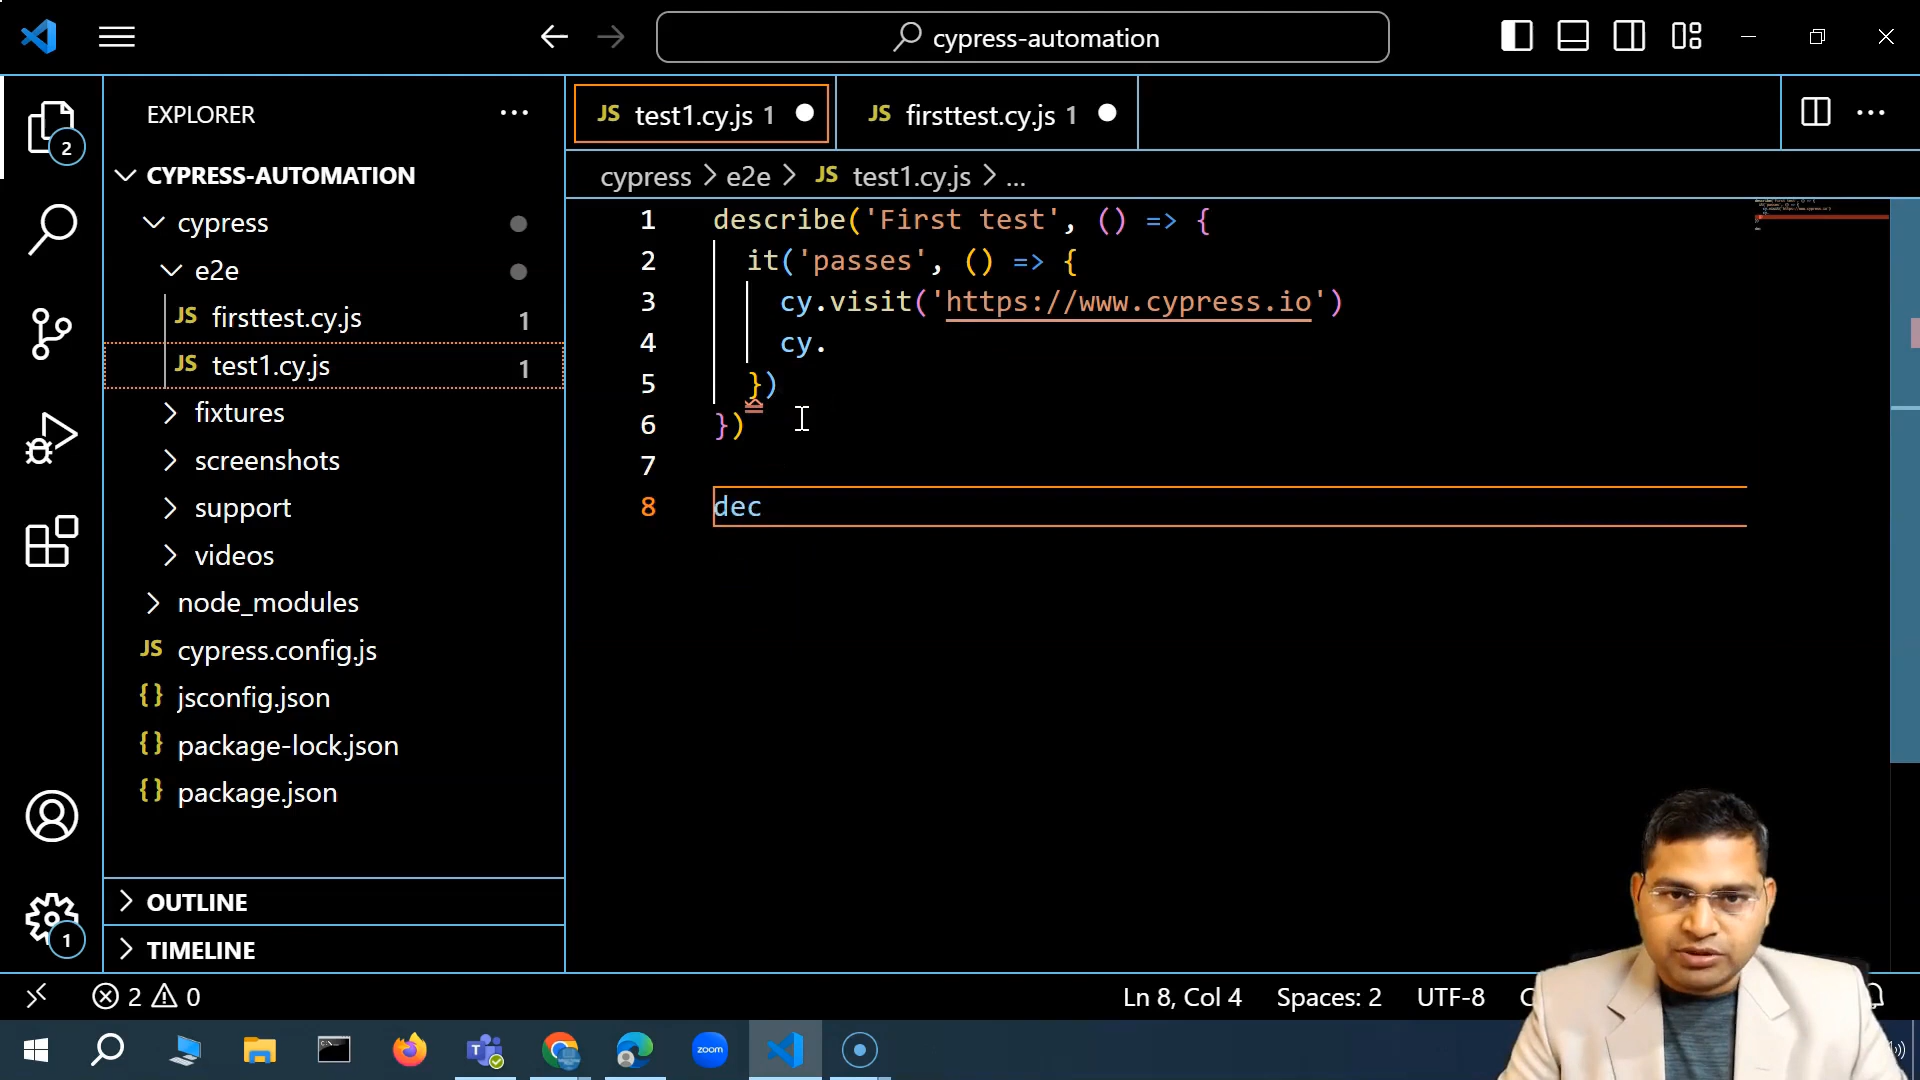 cypress-automation
EXPLORER
2
CYPRESS-AUTOMATION
cypress
e2e
JS firsttest.cy.js 1
JS test1.cy.js 1
fixtures
screenshots
support
videos
node_modules
JS cypress.config.js
{} jsconfig.json
{} package-lock.json
{} package.json
OUTLINE
TIMELINE
1
JS test1.cy.js 1
JS firsttest.cy.js 1
cypress > e2e > JS test1.cy.js > ...
1 describe('First test', () => {
2 it('passes', () => {
3 cy.visit('https://www.cypress.io')
4 cy.
5 })
6 })
7
8 dec
2 0
Ln 8, Col 4 Spaces: 2 UTF-8
zoom